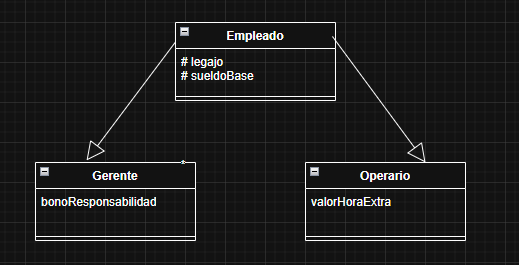 Empleado
# legajo
# sueldoBase
Gerente
bonoResponsabilidad
Operario
valorHoraExtra